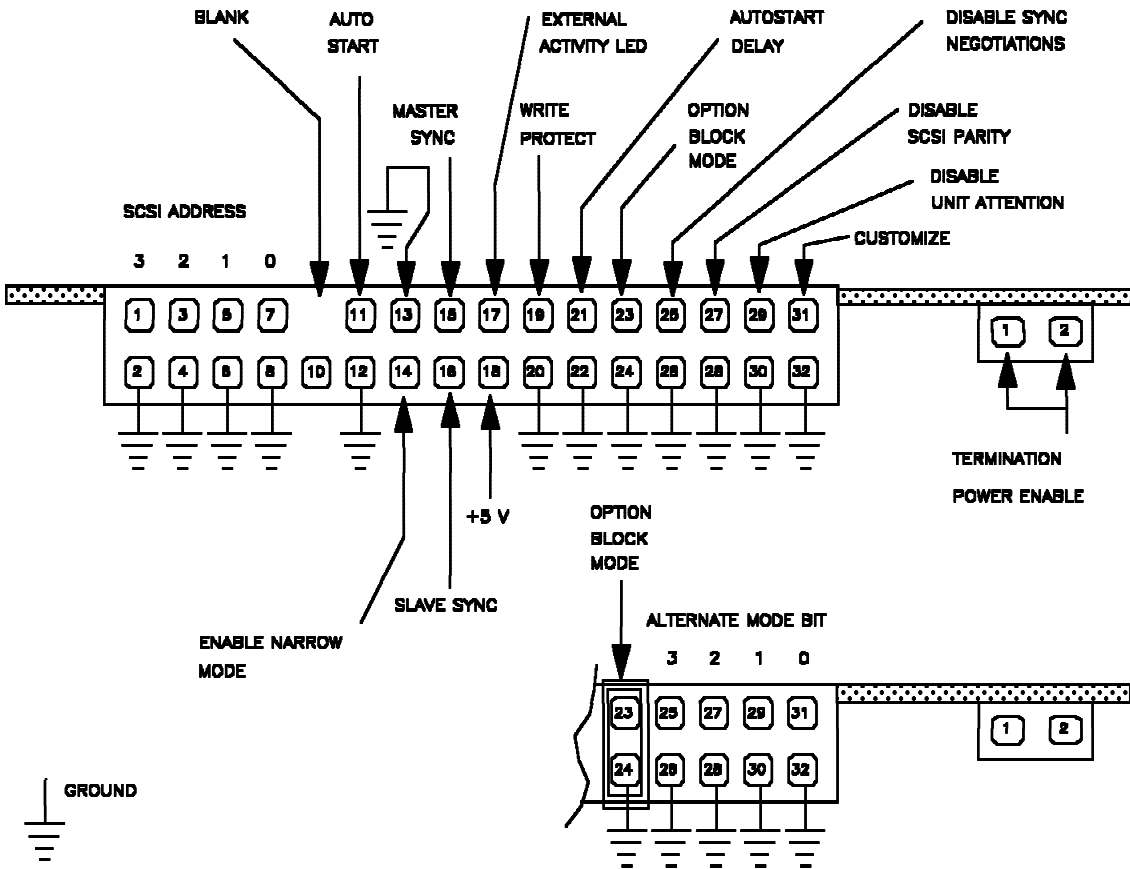 BLANK
AUTO
START
EXTERNAL
ACTIVITY LED
AUTOSTART
DELAY
DISABLE SYNC
NEGOTIATIONS
MASTER
SYNC
WRITE
PROTECT
OPTION
BLOCK
MODE
DISABLE
SCSI PARITY
DISABLE
UNIT ATTENTION
CUSTOMIZE
SCSI ADDRESS
3 2 1 0
1 3 5 7 11 13 15 17 19 21 23 25 27 29 31
2 4 6 8 10 12 14 16 18 20 22 24 26 28 30 32
1 2
TERMINATION
POWER ENABLE
+5 V
SLAVE SYNC
ENABLE NARROW
MODE
OPTION
BLOCK
MODE
ALTERNATE MODE BIT
3 2 1 0
23 25 27 29 31
24 26 28 30 32
1 2
GROUND